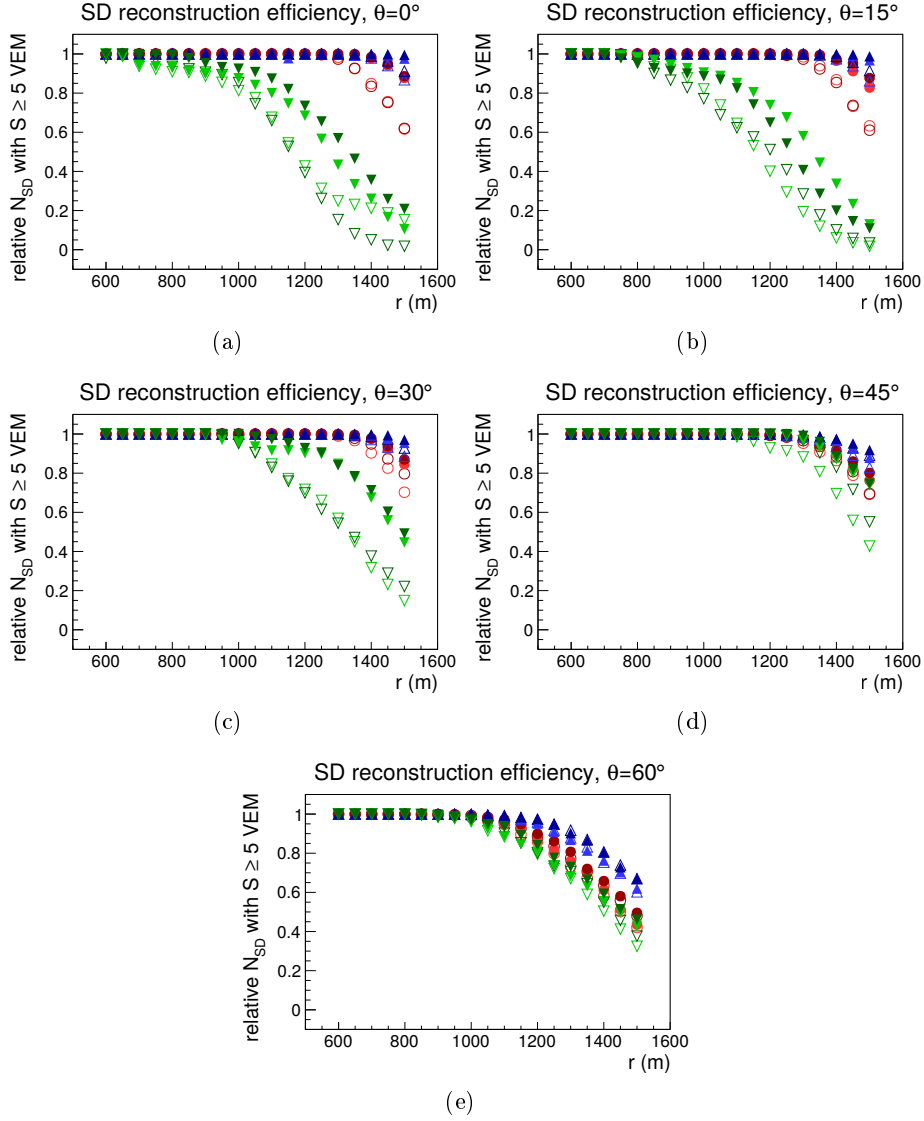 SD reconstruction efficiency, θ=0°
relative N_SD with S ≥ 5 VEM
1
0.8
0.6
0.4
0.2
0
600 800 1000 1200 1400 1600
r (m)
(a)
SD reconstruction efficiency, θ=15°
relative N_SD with S ≥ 5 VEM
1
0.8
0.6
0.4
0.2
0
600 800 1000 1200 1400 1600
r (m)
(b)
SD reconstruction efficiency, θ=30°
relative N_SD with S ≥ 5 VEM
1
0.8
0.6
0.4
0.2
0
600 800 1000 1200 1400 1600
r (m)
(c)
SD reconstruction efficiency, θ=45°
relative N_SD with S ≥ 5 VEM
1
0.8
0.6
0.4
0.2
0
600 800 1000 1200 1400 1600
r (m)
(d)
SD reconstruction efficiency, θ=60°
relative N_SD with S ≥ 5 VEM
1
0.8
0.6
0.4
0.2
0
600 800 1000 1200 1400 1600
r (m)
(e)